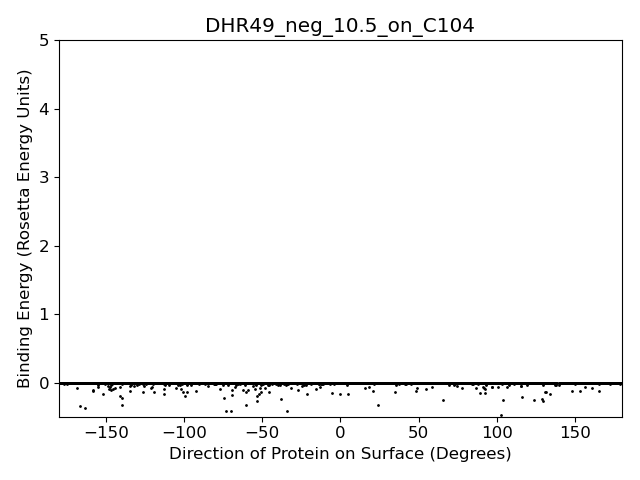 DHR49_neg_10.5_on_C104
Binding Energy (Rosetta Energy Units)
5
4
3
2
1
0
−150 −100 −50 0 50 100 150
Direction of Protein on Surface (Degrees)